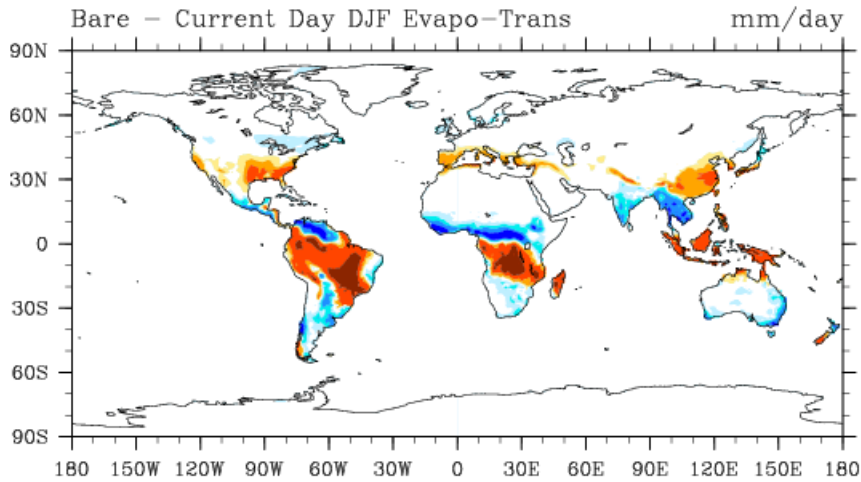 Bare – Current Day DJF Evapo–Trans mm/day
90N
60N
30N
0
30S
60S
90S
180 150W 120W 90W 60W 30W 0 30E 60E 90E 120E 150E 180